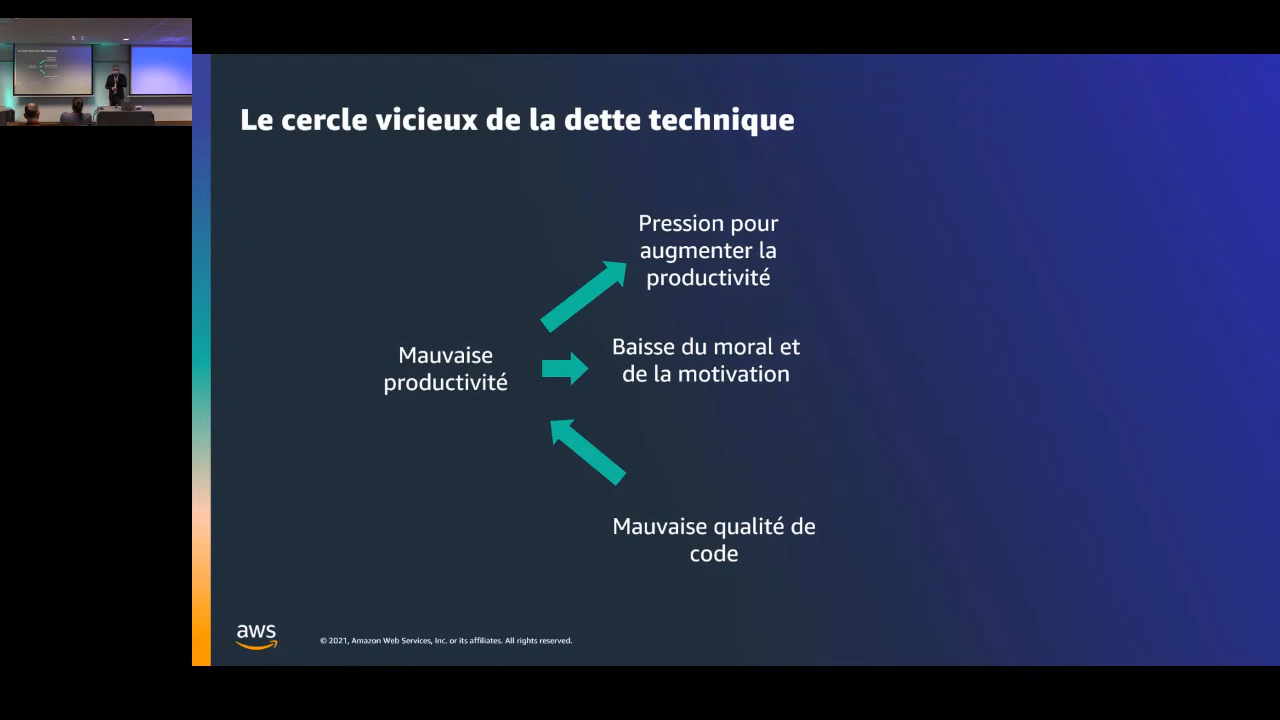 Le cercle vicieux de la dette technique
Pression pour
augmenter la
productivité
Mauvaise
productivité
Baisse du moral et
de la motivation
Mauvaise qualité de
code
aws
© 2021, Amazon Web Services, Inc. or its affiliates. All rights reserved.